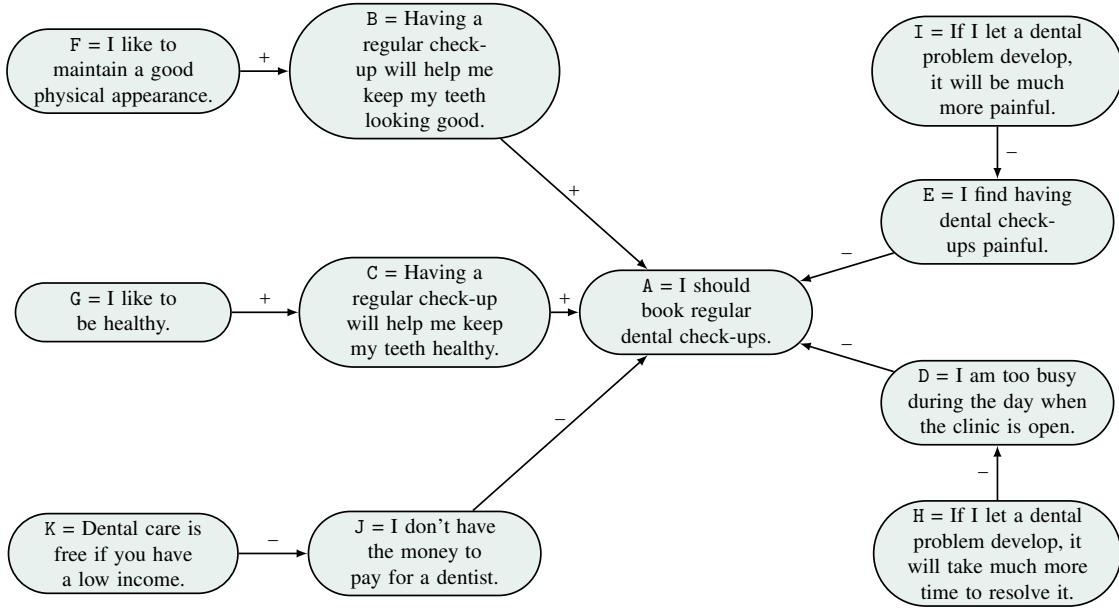 F = I like to
maintain a good
physical appearance.
+
B = Having a
regular check-
up will help me
keep my teeth
looking good.
+
I = If I let a dental
problem develop,
it will be much
more painful.
–
E = I find having
dental check-
ups painful.
–
G = I like to
be healthy.
+
C = Having a
regular check-up
will help me keep
my teeth healthy.
+
A = I should
book regular
dental check-ups.
–
D = I am too busy
during the day when
the clinic is open.
–
H = If I let a dental
problem develop, it
will take much more
time to resolve it.
K = Dental care is
free if you have
a low income.
–
J = I don't have
the money to
pay for a dentist.
–